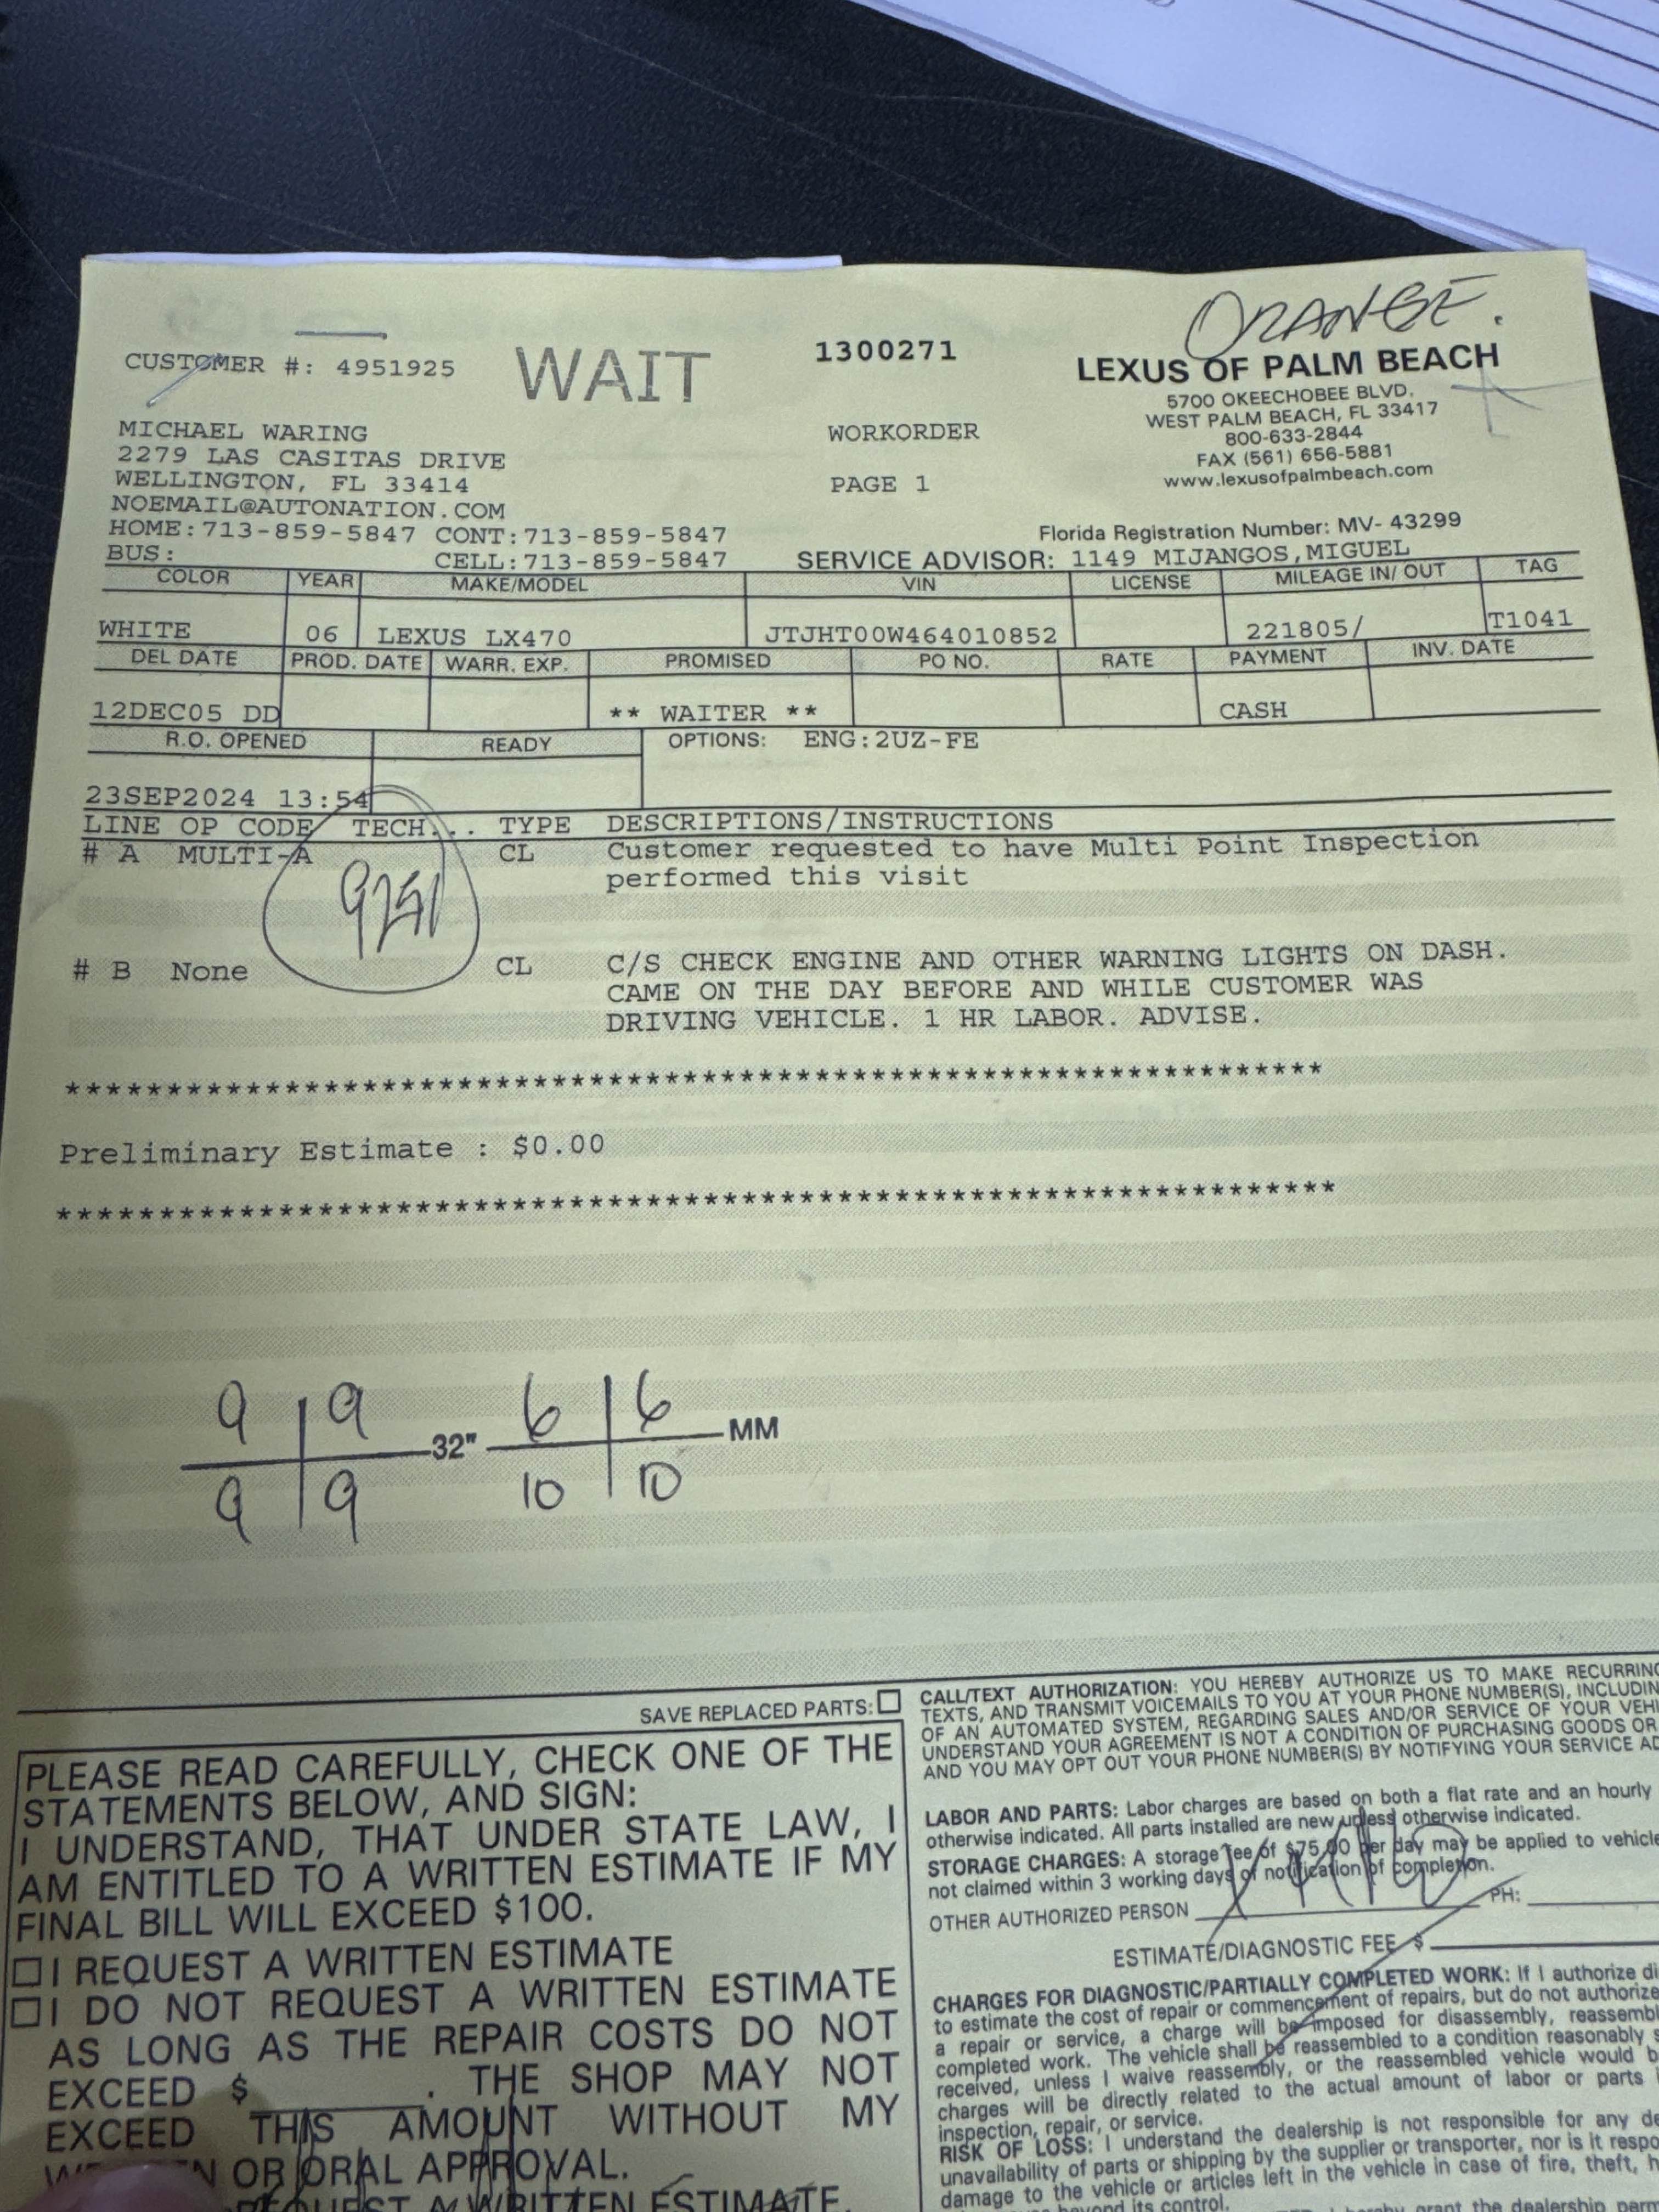 ORANGE.
CUSTOMER #: 4951925 WAIT 1300271 LEXUS OF PALM BEACH
5700 OKEECHOBEE BLVD.
WEST PALM BEACH, FL 33417
800-633-2844
FAX (561) 656-5881
www.lexusofpalmbeach.com
MICHAEL WARING WORKORDER
2279 LAS CASITAS DRIVE
WELLINGTON, FL 33414 PAGE 1
NOEMAIL@AUTONATION.COM
HOME:713-859-5847 CONT:713-859-5847 Florida Registration Number: MV- 43299
BUS: CELL:713-859-5847 SERVICE ADVISOR: 1149 MIJANGOS,MIGUEL
COLOR YEAR MAKE/MODEL VIN LICENSE MILEAGE IN/ OUT TAG
WHITE 06 LEXUS LX470 JTJHT00W464010852 221805/ T1041
DEL DATE PROD. DATE WARR. EXP. PROMISED PO NO. RATE PAYMENT INV. DATE
12DEC05 DD ** WAITER ** CASH
R.O. OPENED READY OPTIONS: ENG:2UZ-FE
23SEP2024 13:54
LINE OP CODE TECH... TYPE DESCRIPTIONS/INSTRUCTIONS
# A MULTI-A CL Customer requested to have Multi Point Inspection
performed this visit
9251
# B None CL C/S CHECK ENGINE AND OTHER WARNING LIGHTS ON DASH.
CAME ON THE DAY BEFORE AND WHILE CUSTOMER WAS
DRIVING VEHICLE. 1 HR LABOR. ADVISE.
Preliminary Estimate : $0.00
9 9 32" 6 6 MM
9 9 10 10
SAVE REPLACED PARTS:
PLEASE READ CAREFULLY, CHECK ONE OF THE
STATEMENTS BELOW, AND SIGN:
I UNDERSTAND, THAT UNDER STATE LAW, I
AM ENTITLED TO A WRITTEN ESTIMATE IF MY
FINAL BILL WILL EXCEED $100.
I REQUEST A WRITTEN ESTIMATE
I DO NOT REQUEST A WRITTEN ESTIMATE
AS LONG AS THE REPAIR COSTS DO NOT
EXCEED $ . THE SHOP MAY NOT
EXCEED THIS AMOUNT WITHOUT MY
OR ORAL APPROVAL.
A WRITTEN ESTIMATE.
CALL/TEXT AUTHORIZATION: YOU HEREBY AUTHORIZE US TO MAKE RECURRING
TEXTS, AND TRANSMIT VOICEMAILS TO YOU AT YOUR PHONE NUMBER(S), INCLUDIN
OF AN AUTOMATED SYSTEM, REGARDING SALES AND/OR SERVICE OF YOUR VEHI
UNDERSTAND YOUR AGREEMENT IS NOT A CONDITION OF PURCHASING GOODS OR
AND YOU MAY OPT OUT YOUR PHONE NUMBER(S) BY NOTIFYING YOUR SERVICE AD
LABOR AND PARTS: Labor charges are based on both a flat rate and an hourly
otherwise indicated. All parts installed are new unless otherwise indicated.
STORAGE CHARGES: A storage fee of $75.00 per day may be applied to vehicle
not claimed within 3 working days of notification of completion.
OTHER AUTHORIZED PERSON PH:
ESTIMATE/DIAGNOSTIC FEE $
CHARGES FOR DIAGNOSTIC/PARTIALLY COMPLETED WORK: If I authorize di
to estimate the cost of repair or commencement of repairs, but do not authorize
a repair or service, a charge will be imposed for disassembly, reassembl
completed work. The vehicle shall be reassembled to a condition reasonably s
received, unless I waive reassembly, or the reassembled vehicle would b
charges will be directly related to the actual amount of labor or parts
inspection, repair, or service.
RISK OF LOSS: I understand the dealership is not responsible for any de
unavailability of parts or shipping by the supplier or transporter, nor is it respo
damage to the vehicle or articles left in the vehicle in case of fire, theft, h
its control.
grant the dealership perm